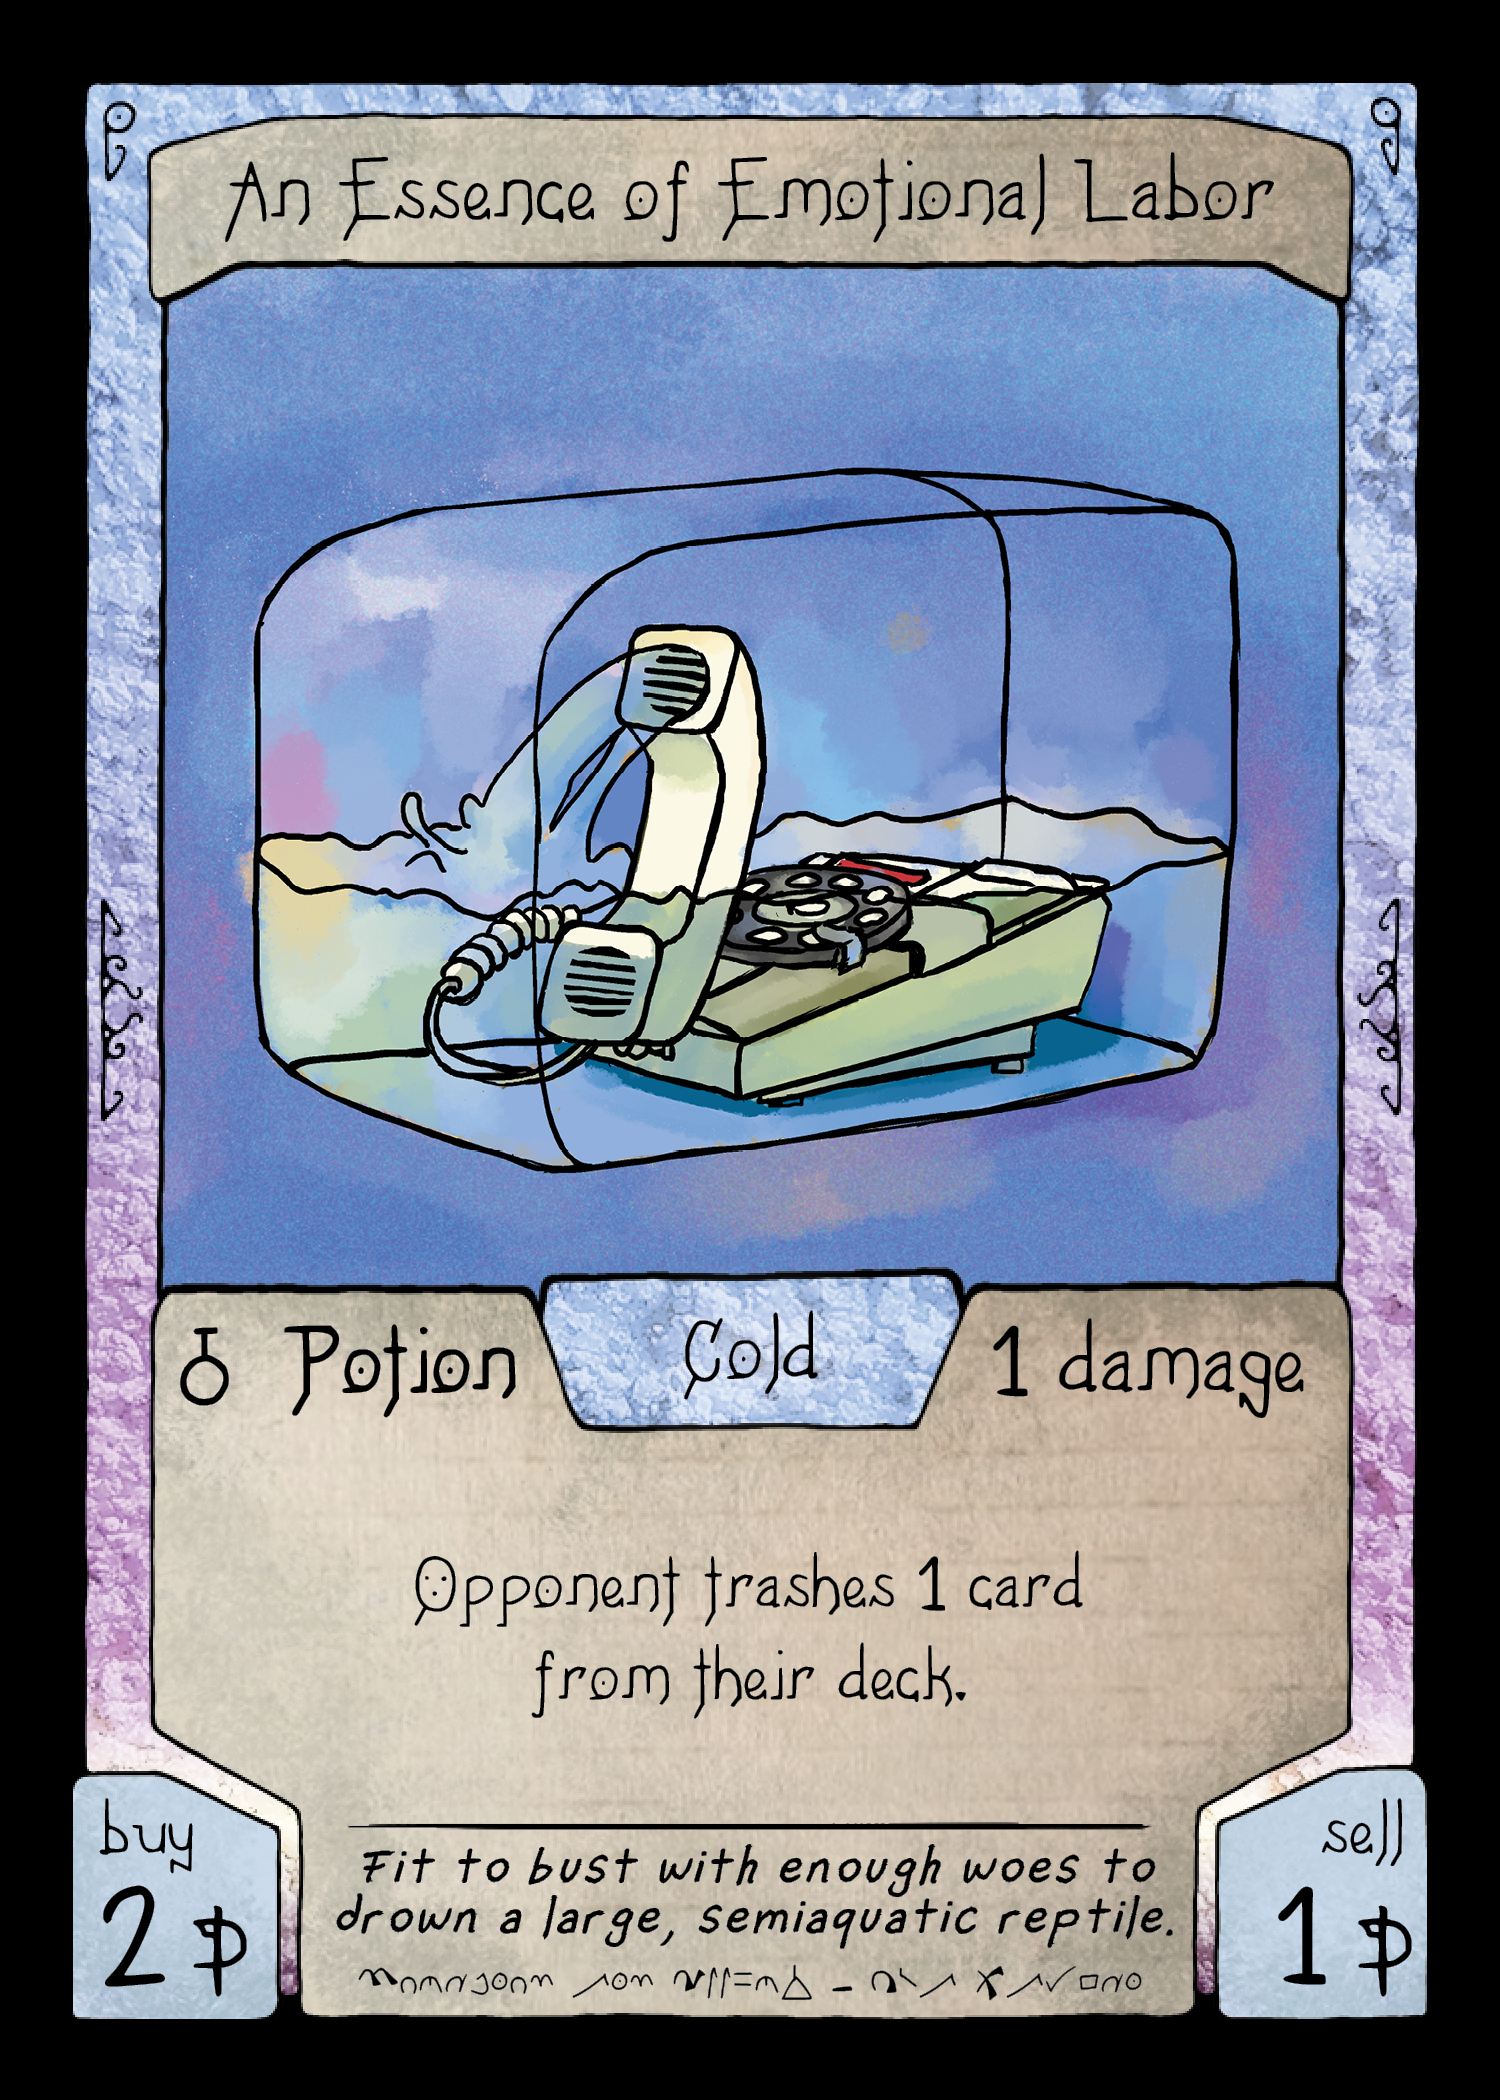 An Essence of Emotional Labor
Potion
Cold
1 damage
Opponent trashes 1 card
from their deck.
buy
2
sell
1
Fit to bust with enough woes to
drown a large, semiaquatic reptile.